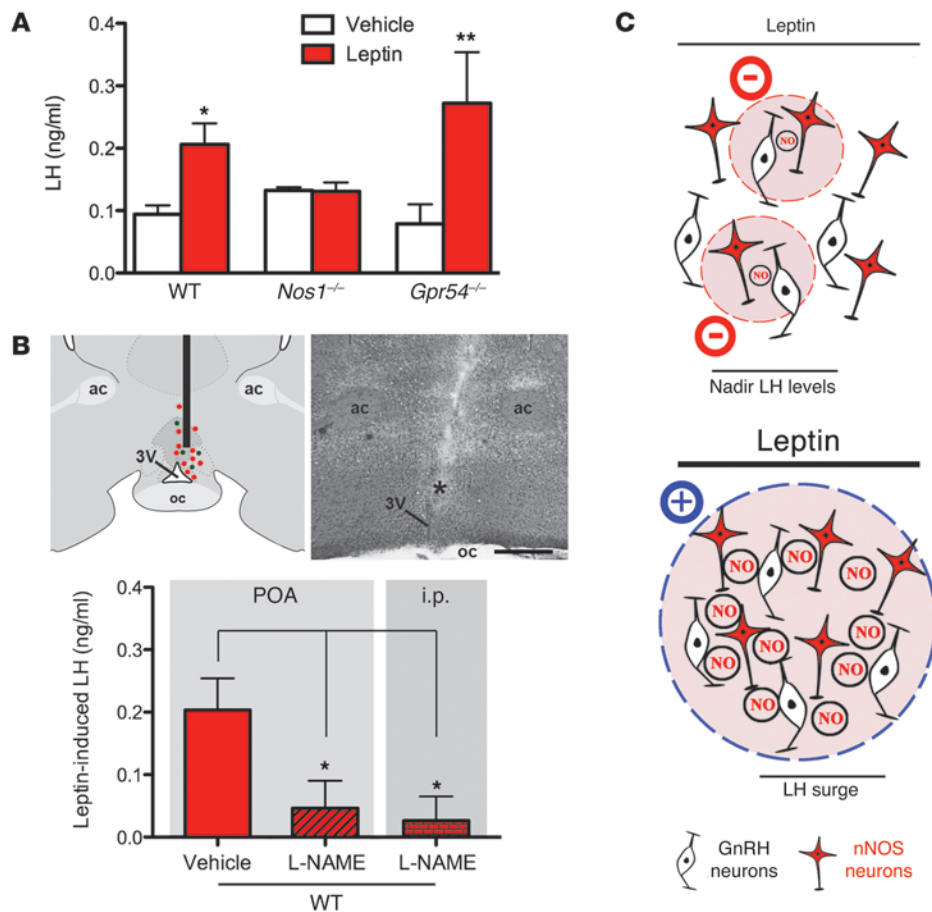 A
LH (ng/ml)
0.4
0.3
0.2
0.1
0.0
Vehicle
Leptin
*
**
WT
Nos1–/–
Gpr54–/–
B
ac
ac
3V
oc
ac
ac
*
3V
oc
Leptin-induced LH (ng/ml)
0.4
0.3
0.2
0.1
0.0
POA
i.p.
*
*
Vehicle
L-NAME
L-NAME
WT
C
Leptin
−
NO
NO
−
Nadir LH levels
Leptin
+
NO
NO
NO
NO
NO
NO
NO
NO
NO
LH surge
GnRH
neurons
nNOS
neurons